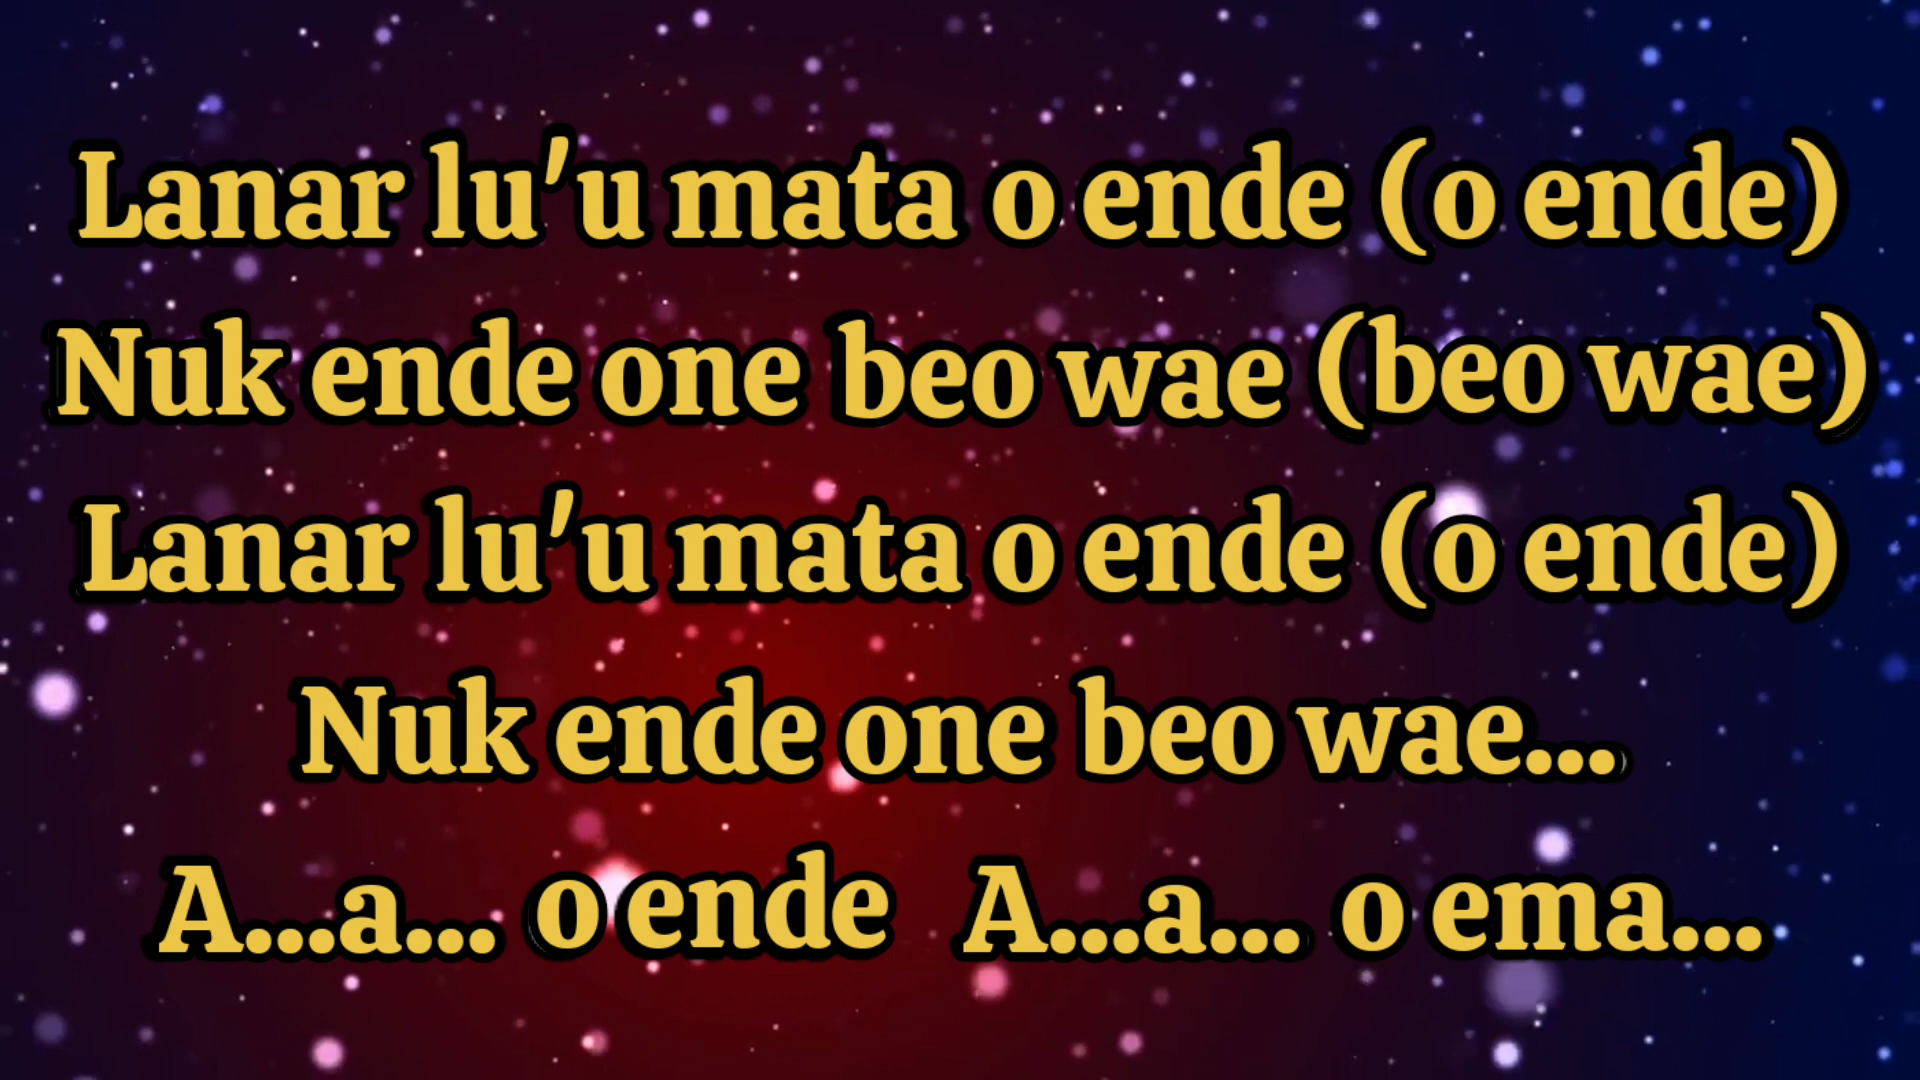 Lanar lu'u mata o ende (o ende)
Nuk ende one beo wae (beo wae)
Lanar lu'u mata o ende (o ende)
Nuk ende one beo wae...
A...a... o ende A...a... o ema...